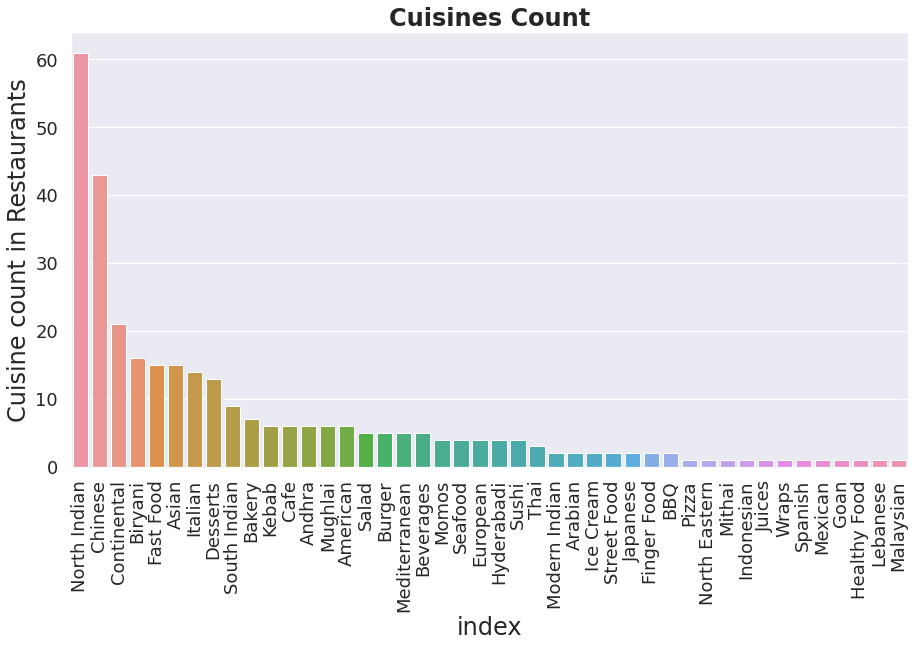 Cuisines Count
Cuisine count in Restaurants
60
50
40
30
20
10
0
North Indian
Chinese
Continental
Biryani
Fast Food
Asian
Italian
Desserts
South Indian
Bakery
Kebab
Cafe
Andhra
Mughlai
American
Salad
Burger
Mediterranean
Beverages
Momos
Seafood
European
Hyderabadi
Sushi
Thai
Modern Indian
Arabian
Ice Cream
Street Food
Japanese
Finger Food
BBQ
Pizza
North Eastern
Mithai
Indonesian
Juices
Wraps
Spanish
Mexican
Goan
Healthy Food
Lebanese
Malaysian
index